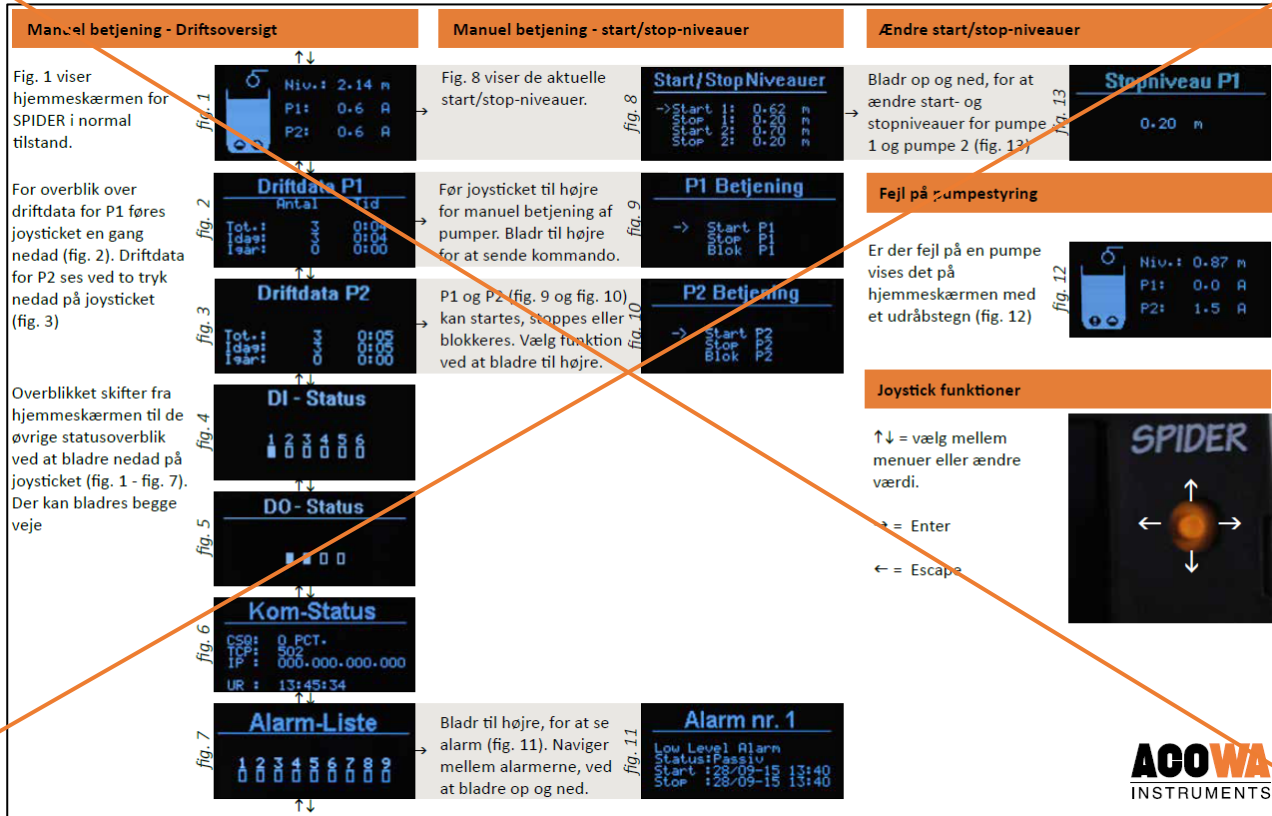 Manuel betjening - Driftsoversigt
Manuel betjening - start/stop-niveauer
Ændre start/stop-niveauer
↑↓
Fig. 1 viser
hjemmeskærmen for
SPIDER i normal
tilstand.
fig. 1
Niv.: 2.14 m
P1: 0.6 A
P2: 0.6 A
→
Fig. 8 viser de aktuelle
start/stop-niveauer.
fig. 8
Start/Stop Niveauer
->Start 1: 0.62 m
Stop 1: 0.20 m
Start 2: 0.70 m
Stop 2: 0.20 m
→
Bladr op og ned, for at
ændre start- og
stopniveauer for pumpe
1 og pumpe 2 (fig. 13)
fig. 13
Stopniveau P1
0.20 m
↑↓
For overblik over
driftdata for P1 føres
joysticket en gang
nedad (fig. 2). Driftdata
for P2 ses ved to tryk
nedad på joysticket
(fig. 3)
fig. 2
Driftdata P1
Antal Tid
Tot.: 3 0:04
Idag: 3 0:04
Igår: 0 0:00
→
Før joysticket til højre
for manuel betjening af
pumper. Bladr til højre
for at sende kommando.
fig. 9
P1 Betjening
-> Start P1
Stop P1
Blok P1
↑↓
fig. 3
Driftdata P2
Tot.: 3 0:05
Idag: 3 0:05
Igår: 0 0:00
→
P1 og P2 (fig. 9 og fig. 10)
kan startes, stoppes eller
blokkeres. Vælg funktion
ved at bladre til højre.
fig. 10
P2 Betjening
-> Start P2
Stop P2
Blok P2
Fejl på pumpestyring
Er der fejl på en pumpe
vises det på
hjemmeskærmen med
et udråbstegn (fig. 12)
fig. 12
Niv.: 0.87 m
P1: 0.0 A
P2: 1.5 A
↑↓
Overblikket skifter fra
hjemmeskærmen til de
øvrige statusoverblik
ved at bladre nedad på
joysticket (fig. 1 - fig. 7).
Der kan bladres begge
veje
fig. 4
DI - Status
1 2 3 4 5 6
↑↓
fig. 5
DO - Status
↑↓
fig. 6
Kom-Status
CSQ: 0 PCT.
TCP: 502
IP : 000.000.000.000
UR : 13:45:34
↑↓
fig. 7
Alarm-Liste
1 2 3 4 5 6 7 8 9
↑↓
→
Bladr til højre, for at se
alarm (fig. 11). Naviger
mellem alarmerne, ved
at bladre op og ned.
fig. 11
Alarm nr. 1
Low Level Alarm
Status:Passiv
Start :28/09-15 13:40
Stop :28/09-15 13:40
Joystick funktioner
↑↓ = vælg mellem
menuer eller ændre
værdi.
→ = Enter
← = Escape
SPIDER
↑
← →
↓
ACOWA
INSTRUMENTS